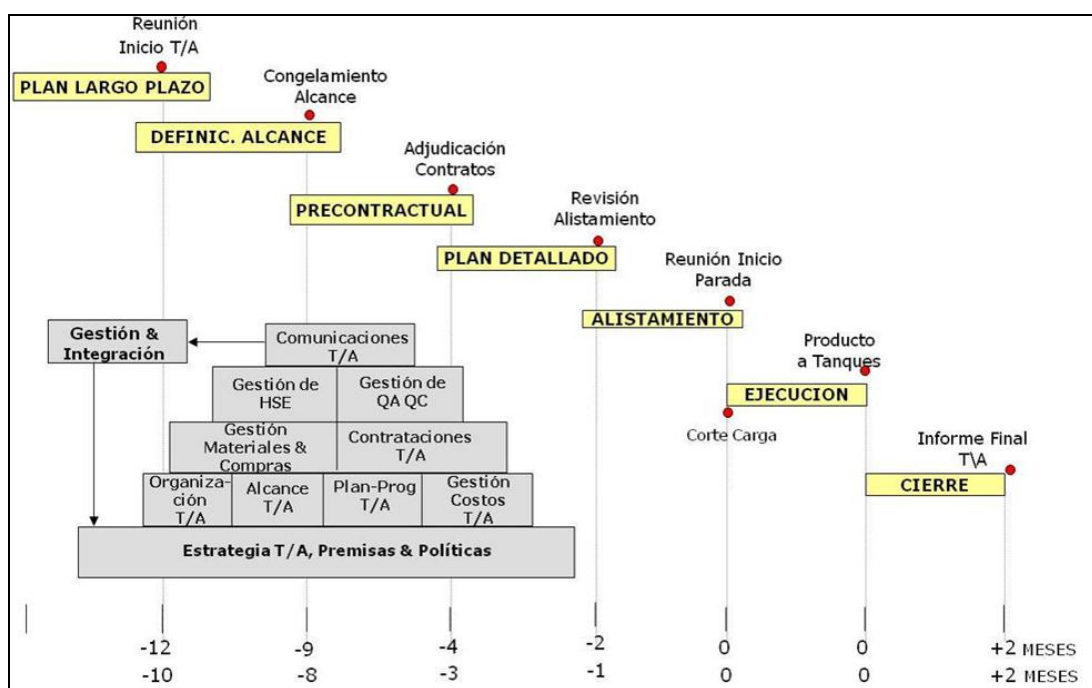 Reunión
Inicio T/A
PLAN LARGO PLAZO
Congelamiento
Alcance
DEFINIC. ALCANCE
Adjudicación
Contratos
PRECONTRACTUAL
Revisión
Alistamiento
PLAN DETALLADO
Reunión Inicio
Parada
ALISTAMIENTO
Producto
a Tanques
EJECUCION
Corte Carga
Informe Final
T\A
CIERRE
Gestión &
Integración
Comunicaciones
T/A
Gestión de
HSE
Gestión de
QA QC
Gestión
Materiales &
Compras
Contrataciones
T/A
Organiza-
ción
T/A
Alcance
T/A
Plan-Prog
T/A
Gestión
Costos
T/A
Estrategia T/A, Premisas & Políticas
-12 -9 -4 -2 0 0 +2 MESES
-10 -8 -3 -1 0 0 +2 MESES